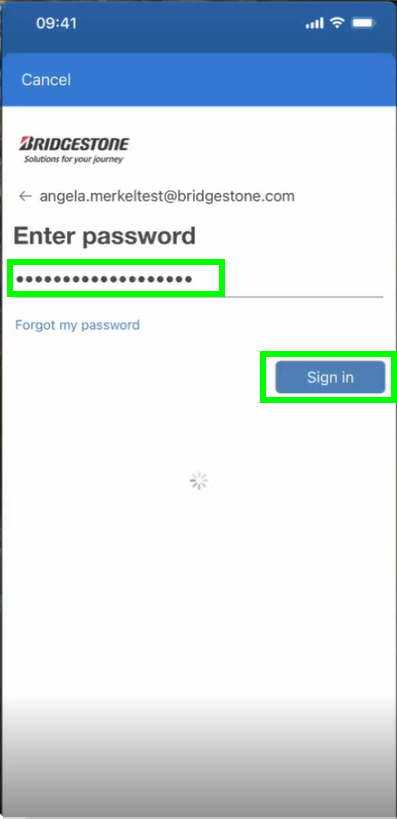 09:41
Cancel
BRIDGESTONE
Solutions for your journey
← angela.merkeltest@bridgestone.com
Enter password
•••••••••••••••••••
Forgot my password
Sign in